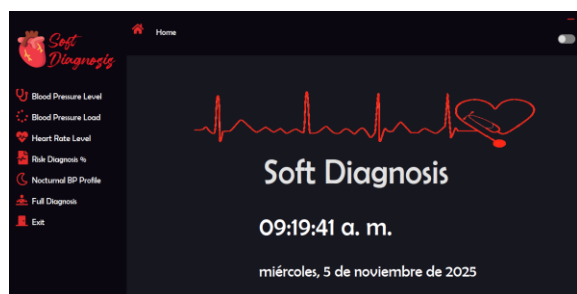 Soft
Diagnosis
Home
Blood Pressure Level
Blood Pressure Load
Heart Rate Level
Risk Diagnosis %
Nocturnal BP Profile
Full Diagnosis
Exit
Soft Diagnosis
09:19:41 a. m.
miércoles, 5 de noviembre de 2025